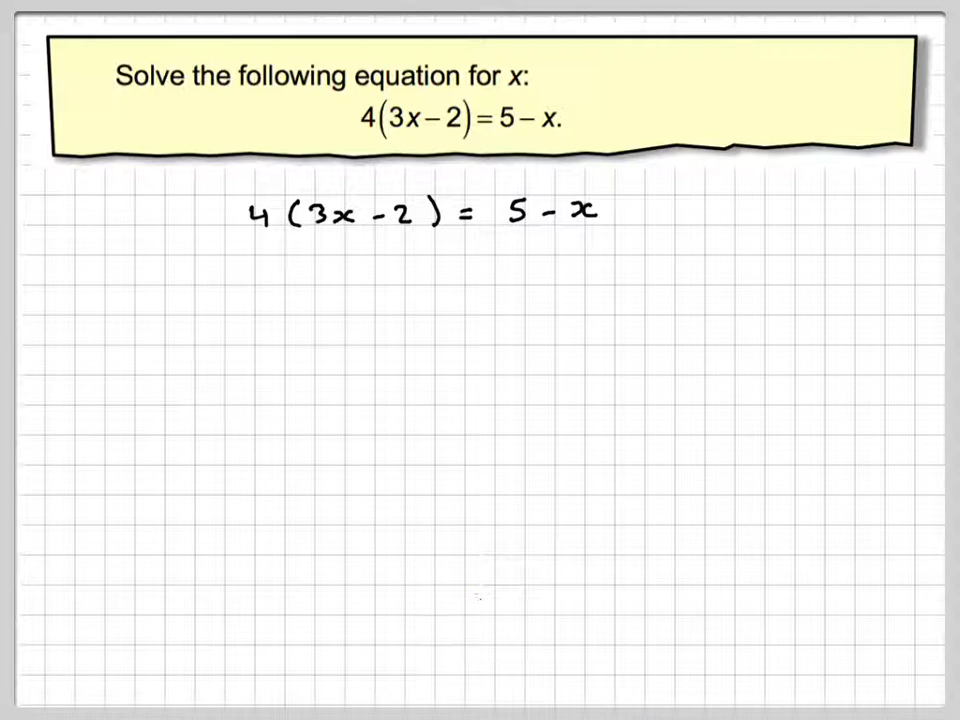 Solve the following equation for x:
4(3x – 2) = 5 – x.
4 (3x - 2) = 5 - x